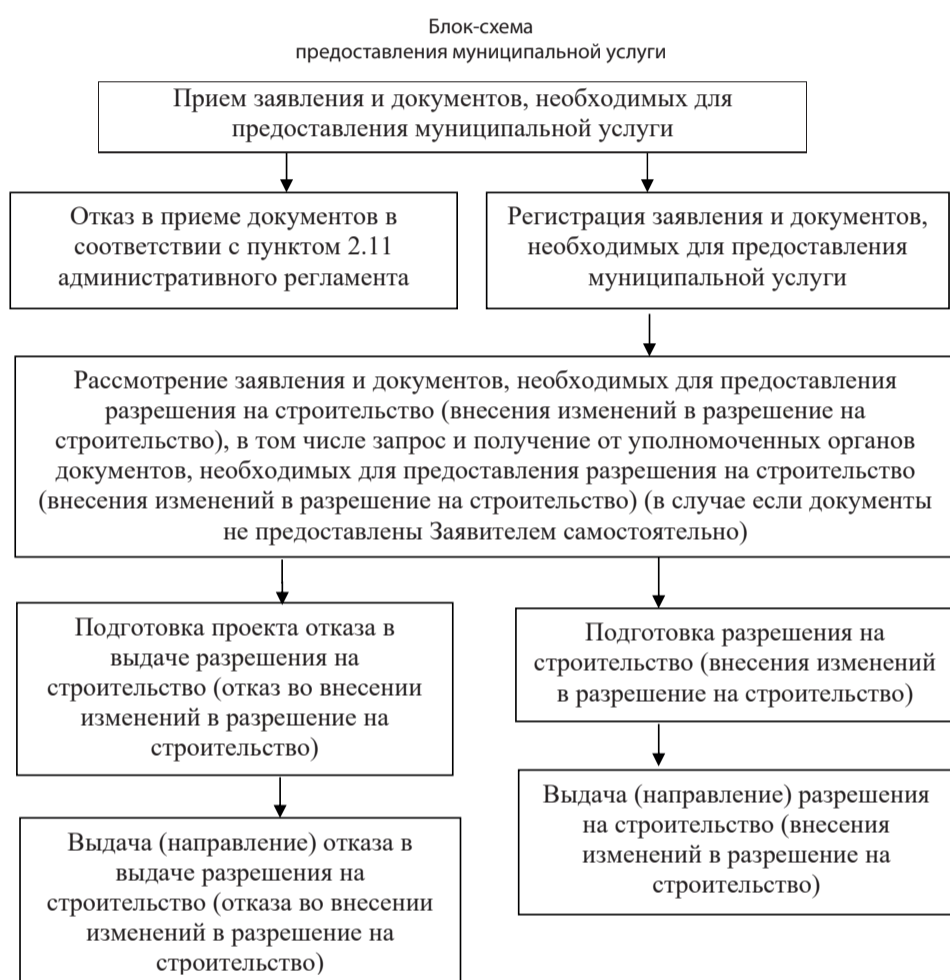 Блок-схема
предоставления муниципальной услуги
Прием заявления и документов, необходимых для
предоставления муниципальной услуги
Отказ в приеме документов в
соответствии с пунктом 2.11
административного регламента
Регистрация заявления и документов,
необходимых для предоставления
муниципальной услуги
Рассмотрение заявления и документов, необходимых для предоставления
разрешения на строительство (внесения изменений в разрешение на
строительство), в том числе запрос и получение от уполномоченных органов
документов, необходимых для предоставления разрешения на строительство
(внесения изменений в разрешение на строительство) (в случае если документы
не предоставлены Заявителем самостоятельно)
Подготовка проекта отказа в
выдаче разрешения на
строительство (отказ во внесении
изменений в разрешение на
строительство)
Подготовка разрешения на
строительство (внесения изменений
в разрешение на строительство)
Выдача (направление) отказа в
выдаче разрешения на
строительство (отказа во внесении
изменений в разрешение на
строительство)
Выдача (направление) разрешения
на строительство (внесения
изменений в разрешение на
строительство)